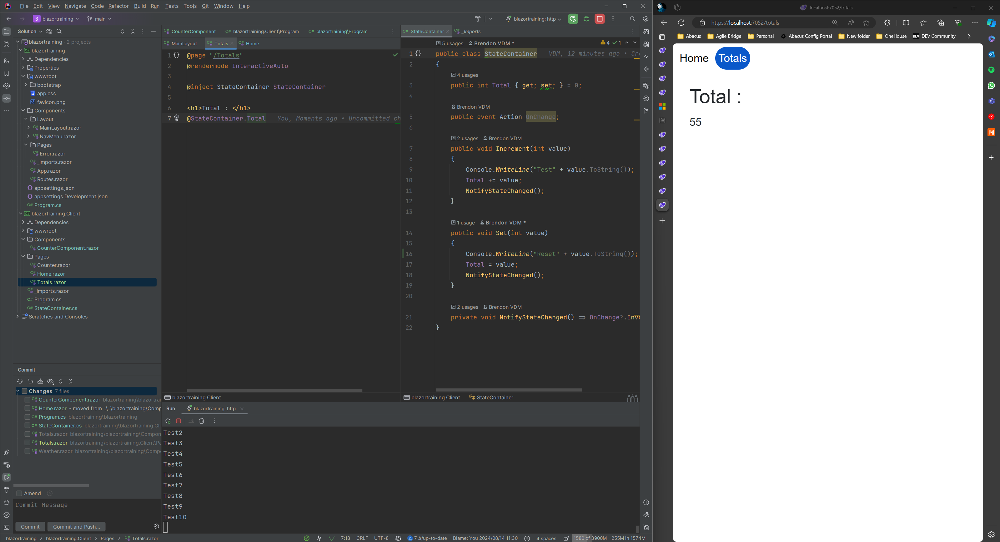 File Edit View Navigate Code Refactor Build Run Tests Tools Git Window Help
B blazortraining main
blazortraining: http
Solution
blazortraining · 2 projects
blazortraining
Dependencies
Properties
wwwroot
bootstrap
app.css
favicon.png
Components
Layout
MainLayout.razor
NavMenu.razor
Pages
Error.razor
_Imports.razor
App.razor
Routes.razor
appsettings.json
appsettings.Development.json
C# Program.cs
blazortraining.Client
Dependencies
wwwroot
Components
CounterComponent.razor
Pages
Counter.razor
Home.razor
Totals.razor
_Imports.razor
C# Program.cs
C# StateContainer.cs
Scratches and Consoles
Commit
Changes 7 files
CounterComponent.razor blazortraining\blazortrai
Home.razor - moved from ..\..\blazortraining\Comp
C# Program.cs blazortraining\blazortraining
C# StateContainer.cs blazortraining\blazortraining.Cli
Totals.razor blazortraining\blazortraining\Compon
Totals.razor blazortraining\blazortraining.Client\Pa
Weather.razor blazortraining\blazortraining\Compo
Amend
Commit Message
Commit Commit and Push...
CounterComponent C# blazortraining.Client\Program C# blazortraining\Program
MainLayout Totals Home
1 {} @page "/Totals"
2 @rendermode InteractiveAuto
3
4 @inject StateContainer StateContainer
5
6 <h1>Total : </h1>
7 @StateContainer.Total You, Moments ago • Uncommitted ch
blazortraining.Client
C# StateContainer _Imports
5 usages Brendon VDM * 4 1
1 {} public class StateContainer VDM, 12 minutes ago • Cr
2 {
4 usages
3 public int Total { get; set; } = 0;
4
Brendon VDM
5 public event Action OnChange;
6
2 usages Brendon VDM
7 public void Increment(int value)
8 {
9 Console.WriteLine("Test" + value.ToString());
10 Total += value;
11 NotifyStateChanged();
12 }
13
1 usage Brendon VDM *
14 public void Set(int value)
15 {
16 Console.WriteLine("Reset" + value.ToString());
17 Total = value;
18 NotifyStateChanged();
19 }
20
2 usages Brendon VDM
21 private void NotifyStateChanged() => OnChange?.Inv
22 }
blazortraining.Client StateContainer
Run blazortraining: http
Test2
Test3
Test4
Test5
Test6
Test7
Test8
Test9
Test10
blazortraining > blazortraining.Client > Pages > Totals.razor
7:18 CRLF UTF-8 7 Δ/up-to-date Blame: You 2024/08/14 11:30 4 spaces 1580 of 3900M 255M in 1574M
localhost:7052/totals
https://localhost:7052/totals
Abacus Agile Bridge Personal Abacus Config Portal New folder OneHouse DEV DEV Community
Home Totals
Total :
55